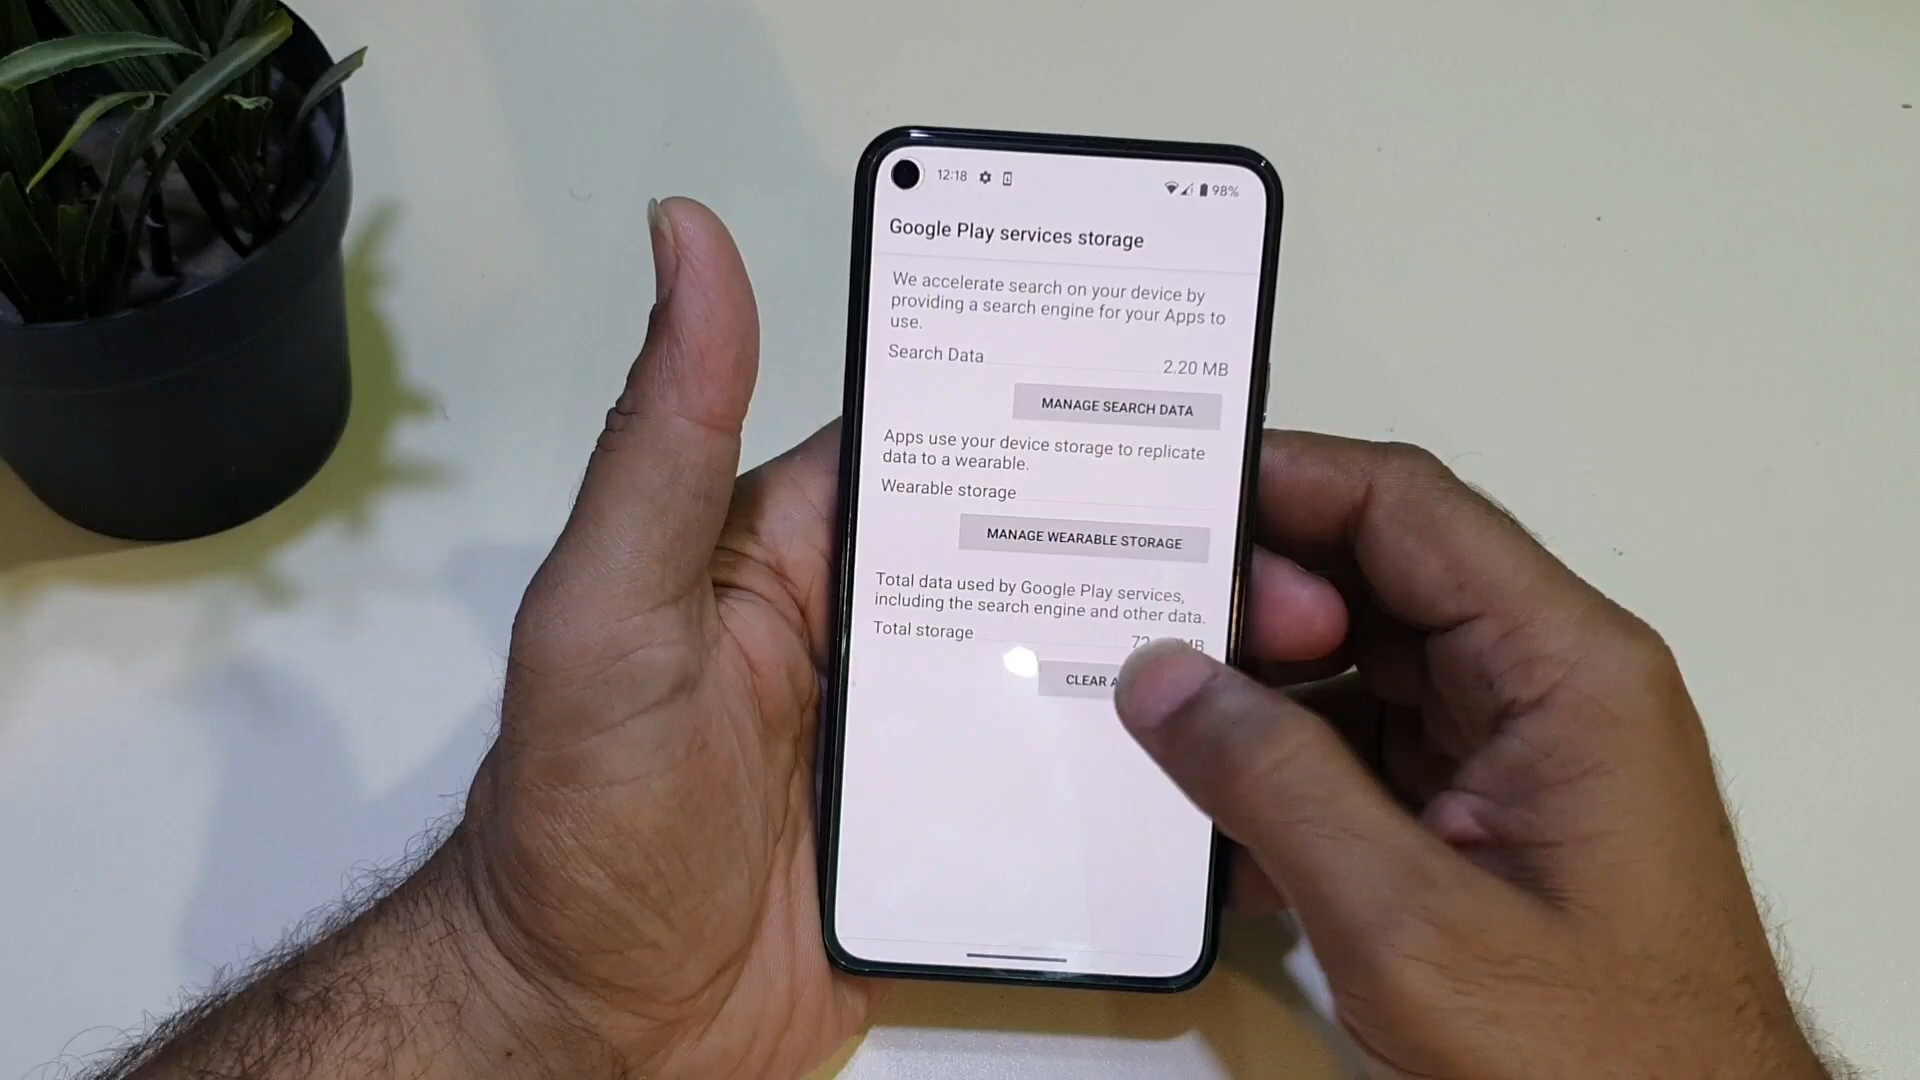 12:18 98%
Google Play services storage
We accelerate search on your device by
providing a search engine for your Apps to
use.
Search Data 2.20 MB
MANAGE SEARCH DATA
Apps use your device storage to replicate
data to a wearable.
Wearable storage
MANAGE WEARABLE STORAGE
Total data used by Google Play services,
including the search engine and other data.
Total storage MB
CLEAR